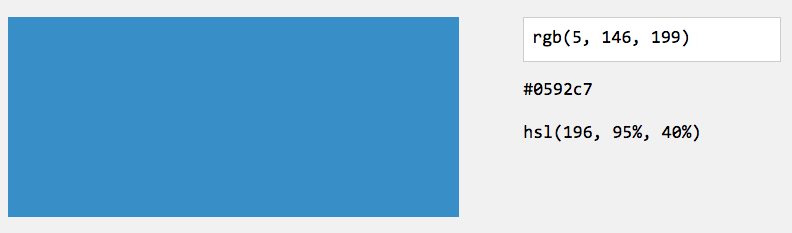 rgb(5, 146, 199)
#0592c7
hsl(196, 95%, 40%)